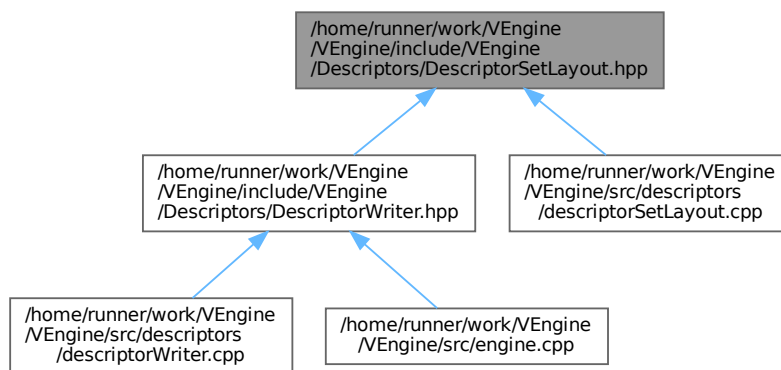 /home/runner/work/VEngine
/VEngine/include/VEngine
/Descriptors/DescriptorSetLayout.hpp
/home/runner/work/VEngine
/VEngine/include/VEngine
/Descriptors/DescriptorWriter.hpp
/home/runner/work/VEngine
/VEngine/src/descriptors
/descriptorSetLayout.cpp
/home/runner/work/VEngine
/VEngine/src/descriptors
/descriptorWriter.cpp
/home/runner/work/VEngine
/VEngine/src/engine.cpp